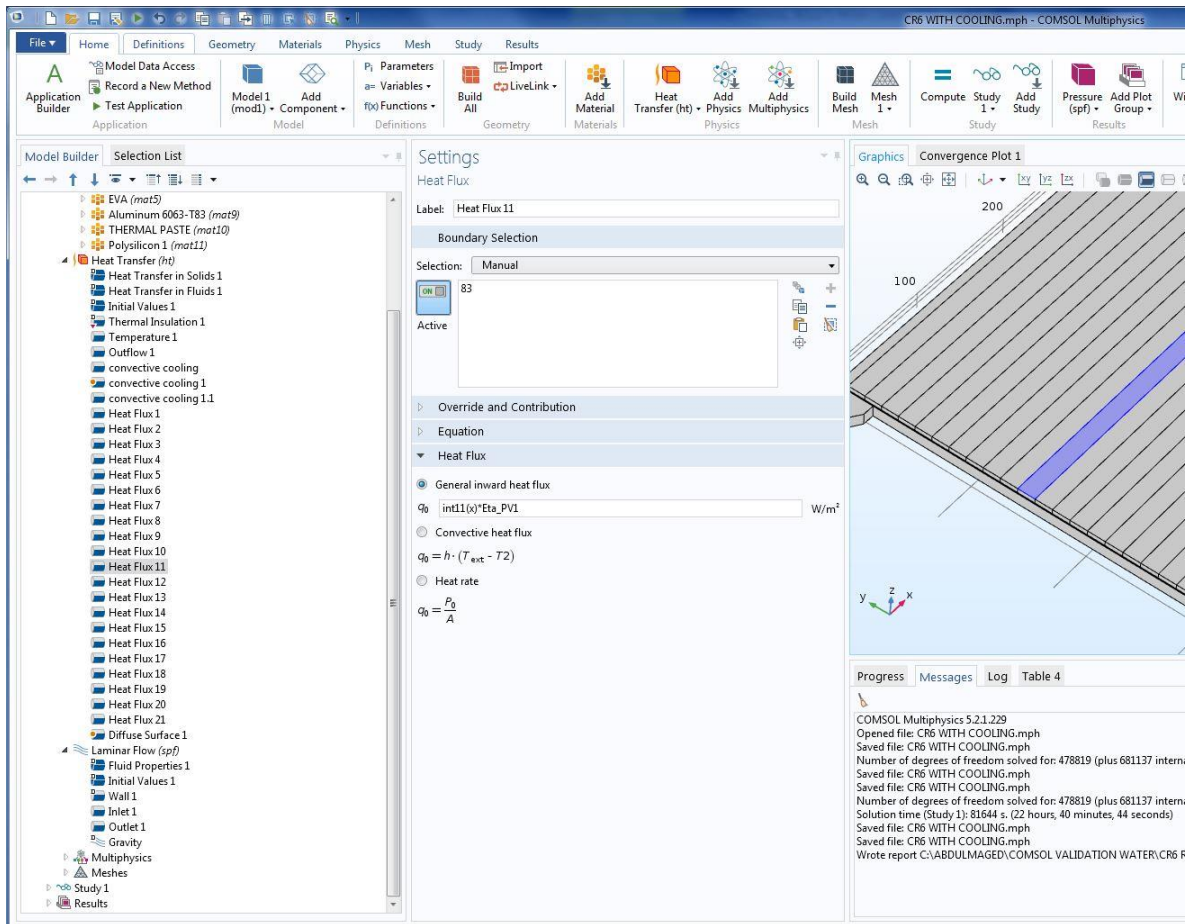 CR6 WITH COOLING.mph - COMSOL Multiphysics
File Home Definitions Geometry Materials Physics Mesh Study Results
A
Application Builder
Model Data Access
Record a New Method
Test Application
Application
Model 1 (mod1)
Add Component
Model
Pi Parameters
a= Variables
f(x) Functions
Definitions
Build All
Import
LiveLink
Geometry
Add Material
Materials
Heat Transfer (ht)
Add Physics
Add Multiphysics
Physics
Build Mesh
Mesh 1
Mesh
Compute
Study 1
Add Study
Study
Pressure (spf)
Add Plot Group
Results
Model Builder Selection List
EVA (mat5)
Aluminum 6063-T83 (mat9)
THERMAL PASTE (mat10)
Polysilicon 1 (mat11)
Heat Transfer (ht)
Heat Transfer in Solids 1
Heat Transfer in Fluids 1
Initial Values 1
Thermal Insulation 1
Temperature 1
Outflow 1
convective cooling
convective cooling 1
convective cooling 1.1
Heat Flux 1
Heat Flux 2
Heat Flux 3
Heat Flux 4
Heat Flux 5
Heat Flux 6
Heat Flux 7
Heat Flux 8
Heat Flux 9
Heat Flux 10
Heat Flux 11
Heat Flux 12
Heat Flux 13
Heat Flux 14
Heat Flux 15
Heat Flux 16
Heat Flux 17
Heat Flux 18
Heat Flux 19
Heat Flux 20
Heat Flux 21
Diffuse Surface 1
Laminar Flow (spf)
Fluid Properties 1
Initial Values 1
Wall 1
Inlet 1
Outlet 1
Gravity
Multiphysics
Meshes
Study 1
Results
Settings
Heat Flux
Label: Heat Flux 11
Boundary Selection
Selection: Manual
ON
83
Active
Override and Contribution
Equation
Heat Flux
General inward heat flux
q0 int11(x)*Eta_PV1 W/m²
Convective heat flux
q0 = h·(Text - T2)
Heat rate
q0 = P0/A
Graphics Convergence Plot 1
xy yz zx
200
100
y z x
Progress Messages Log Table 4
COMSOL Multiphysics 5.2.1.229
Opened file: CR6 WITH COOLING.mph
Saved file: CR6 WITH COOLING.mph
Number of degrees of freedom solved for: 478819 (plus 681137 interna
Saved file: CR6 WITH COOLING.mph
Saved file: CR6 WITH COOLING.mph
Number of degrees of freedom solved for: 478819 (plus 681137 interna
Solution time (Study 1): 81644 s. (22 hours, 40 minutes, 44 seconds)
Saved file: CR6 WITH COOLING.mph
Saved file: CR6 WITH COOLING.mph
Wrote report C:\ABDULMAGED\COMSOL VALIDATION WATER\CR6 R